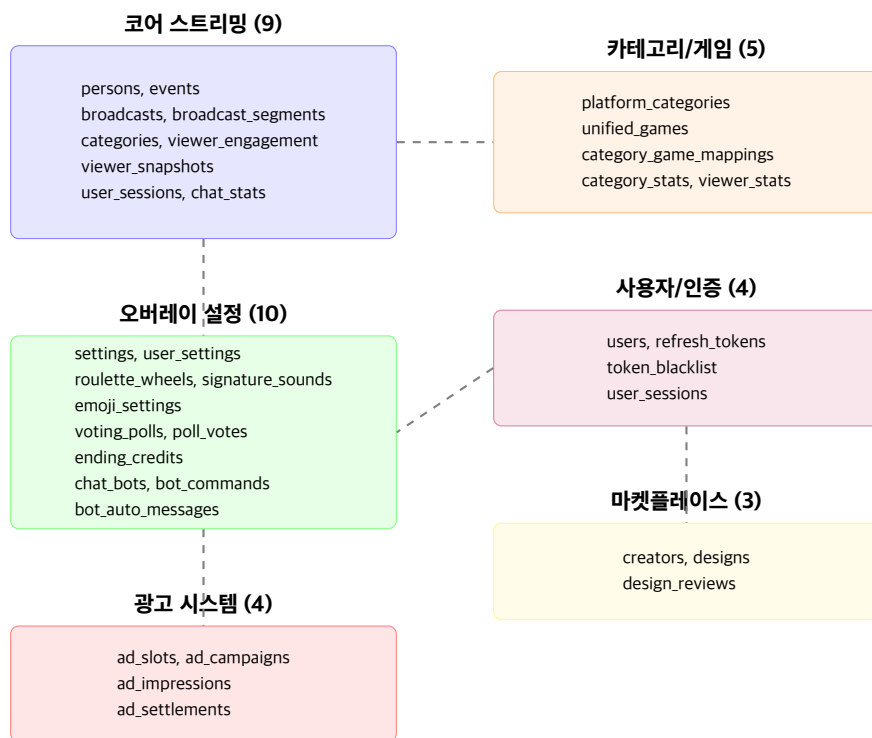 코어 스트리밍 (9)
persons, events
broadcasts, broadcast_segments
categories, viewer_engagement
viewer_snapshots
user_sessions, chat_stats
카테고리/게임 (5)
platform_categories
unified_games
category_game_mappings
category_stats, viewer_stats
오버레이 설정 (10)
settings, user_settings
roulette_wheels, signature_sounds
emoji_settings
voting_polls, poll_votes
ending_credits
chat_bots, bot_commands
bot_auto_messages
사용자/인증 (4)
users, refresh_tokens
token_blacklist
user_sessions
마켓플레이스 (3)
creators, designs
design_reviews
광고 시스템 (4)
ad_slots, ad_campaigns
ad_impressions
ad_settlements